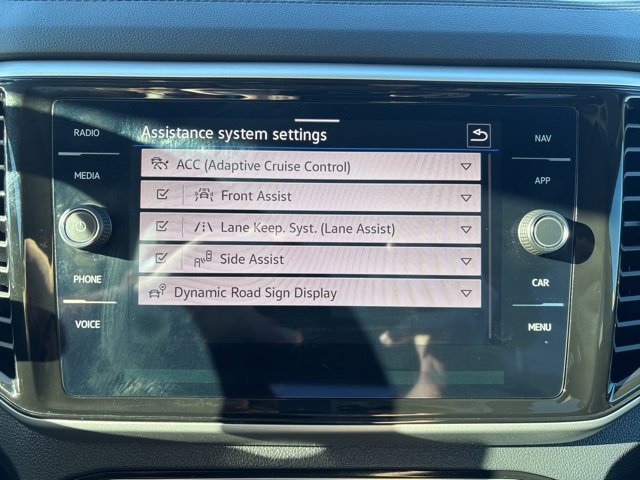 RADIO
MEDIA
PHONE
VOICE
Assistance system settings
ACC (Adaptive Cruise Control)
Front Assist
Lane Keep. Syst. (Lane Assist)
Side Assist
Dynamic Road Sign Display
NAV
APP
CAR
MENU